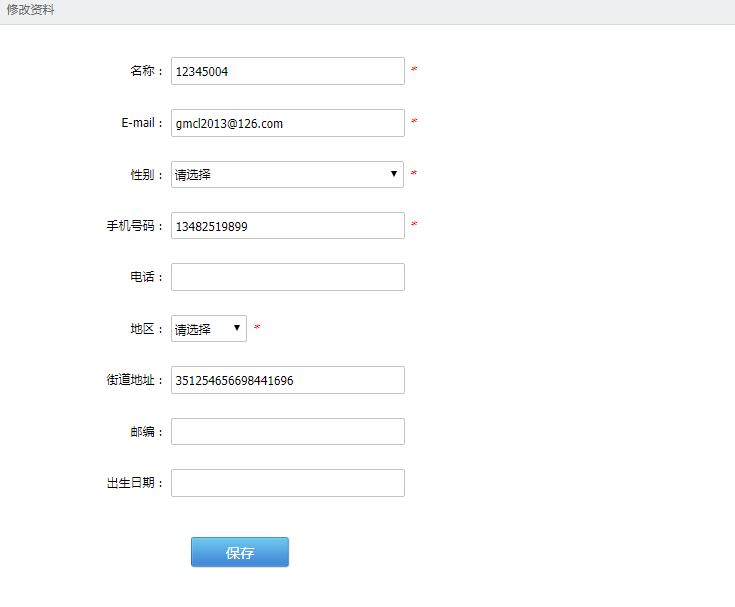 修改资料
名称： 12345004 *
E-mail： gmcl2013@126.com *
性别： 请选择 ▼ *
手机号码： 13482519899 *
电话：
地区： 请选择 ▼ *
街道地址： 351254656698441696
邮编：
出生日期：
保存